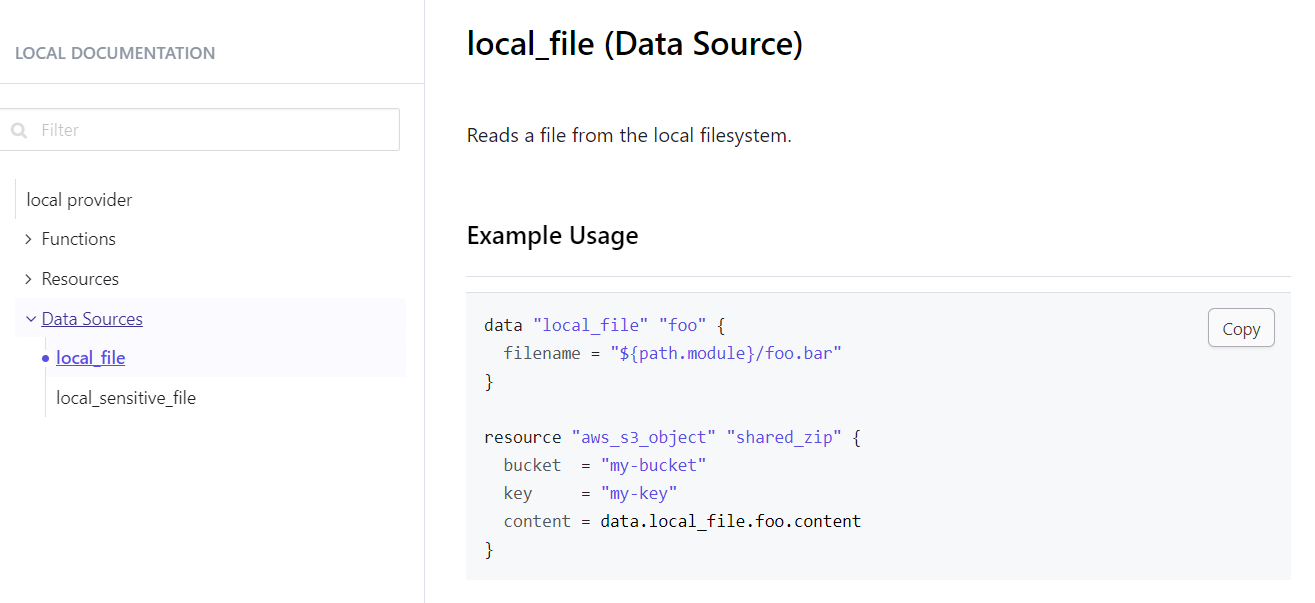 LOCAL DOCUMENTATION
Filter
local provider
Functions
Resources
Data Sources
local_file
local_sensitive_file
local_file (Data Source)
Reads a file from the local filesystem.
Example Usage
Copy
data "local_file" "foo" {
  filename = "${path.module}/foo.bar"
}

resource "aws_s3_object" "shared_zip" {
  bucket  = "my-bucket"
  key     = "my-key"
  content = data.local_file.foo.content
}